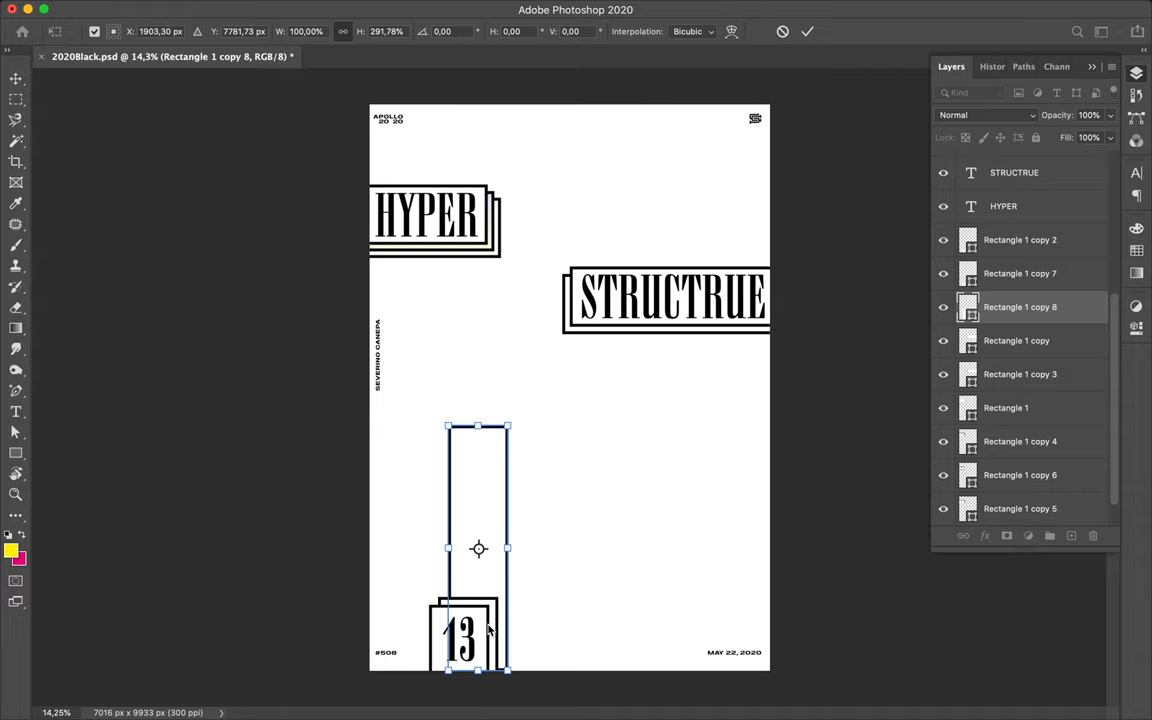 Adobe Photoshop 2020
X: 1903,30 px
Y: 7781,73 px
W: 100,00%
H: 291,78%
0,00
H: 0,00
V: 0,00
Interpolation:
Bicubic
2020Black.psd @ 14,3% (Rectangle 1 copy 8, RGB/8) *
Layers
Histor
Paths
Chann
Kind
Normal
Opacity: 100%
Lock:
Fill: 100%
STRUCTRUE
HYPER
Rectangle 1 copy 2
Rectangle 1 copy 7
Rectangle 1 copy 8
Rectangle 1 copy
Rectangle 1 copy 3
Rectangle 1
Rectangle 1 copy 4
Rectangle 1 copy 6
Rectangle 1 copy 5
APOLLO
20 20
HYPER
STRUCTRUE
SEVERINO CANEPA
13
#508
MAY 22, 2020
14,25%
7016 px x 9933 px (300 ppi)